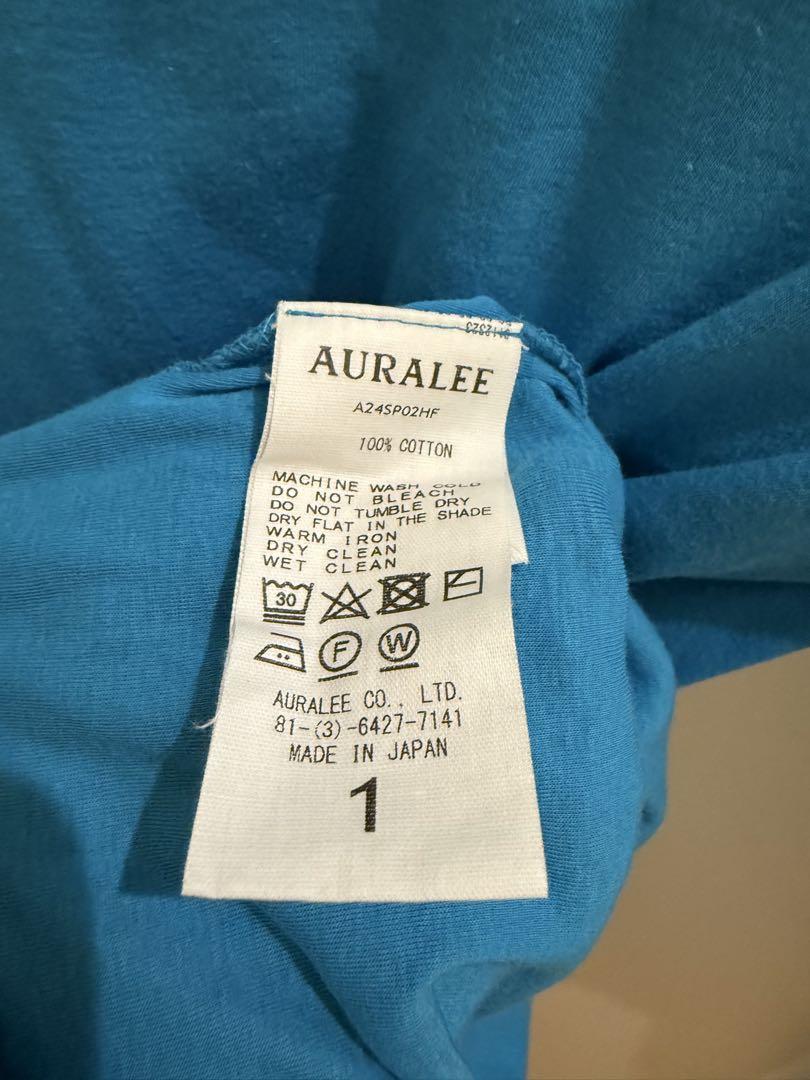 AURALEE
A24SP02HF
100% COTTON
MACHINE WASH COLD
DO NOT BLEACH
DO NOT TUMBLE DRY
DRY FLAT IN THE SHADE
WARM IRON
DRY CLEAN
WET CLEAN
30
F W
AURALEE CO., LTD.
81-(3)-6427-7141
MADE IN JAPAN
1